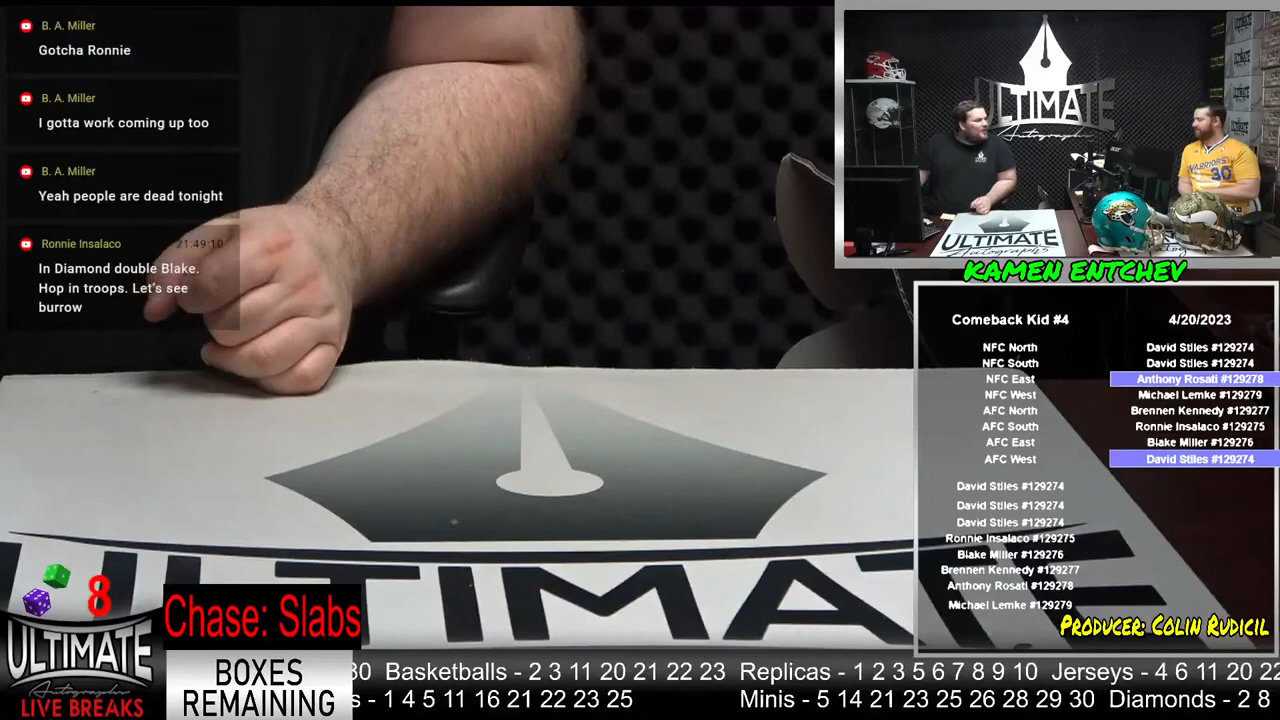 B. A. Miller
Gotcha Ronnie
B. A. Miller
I gotta work coming up too
B. A. Miller
Yeah people are dead tonight
Ronnie Insalaco 21:49:10
In Diamond double Blake.
Hop in troops. Let's see
burrow
ULTIMATE
Autographs
ULTIMATE
Autographs
WARRIORS
30
KAMEN ENTCHEV
Comeback Kid #4 4/20/2023
NFC North David Stiles #129274
NFC South David Stiles #129274
NFC East Anthony Rosati #129278
NFC West Michael Lemke #129279
AFC North Brennen Kennedy #129277
AFC South Ronnie Insalaco #129275
AFC East Blake Miller #129276
AFC West David Stiles #129274
David Stiles #129274
David Stiles #129274
David Stiles #129274
Ronnie Insalaco #129275
Blake Miller #129276
Brennen Kennedy #129277
Anthony Rosati #129278
Michael Lemke #129279
PRODUCER: COLIN RUDICIL
ULTIMA
8
ULTIMATE
Autographs
LIVE BREAKS
Chase: Slabs
BOXES
REMAINING
30 Basketballs - 2 3 11 20 21 22 23 Replicas - 1 2 3 5 6 7 8 9 10 Jerseys - 4 6 11 20 22
s - 1 4 5 11 16 21 22 23 25 Minis - 5 14 21 23 25 26 28 29 30 Diamonds - 2 8